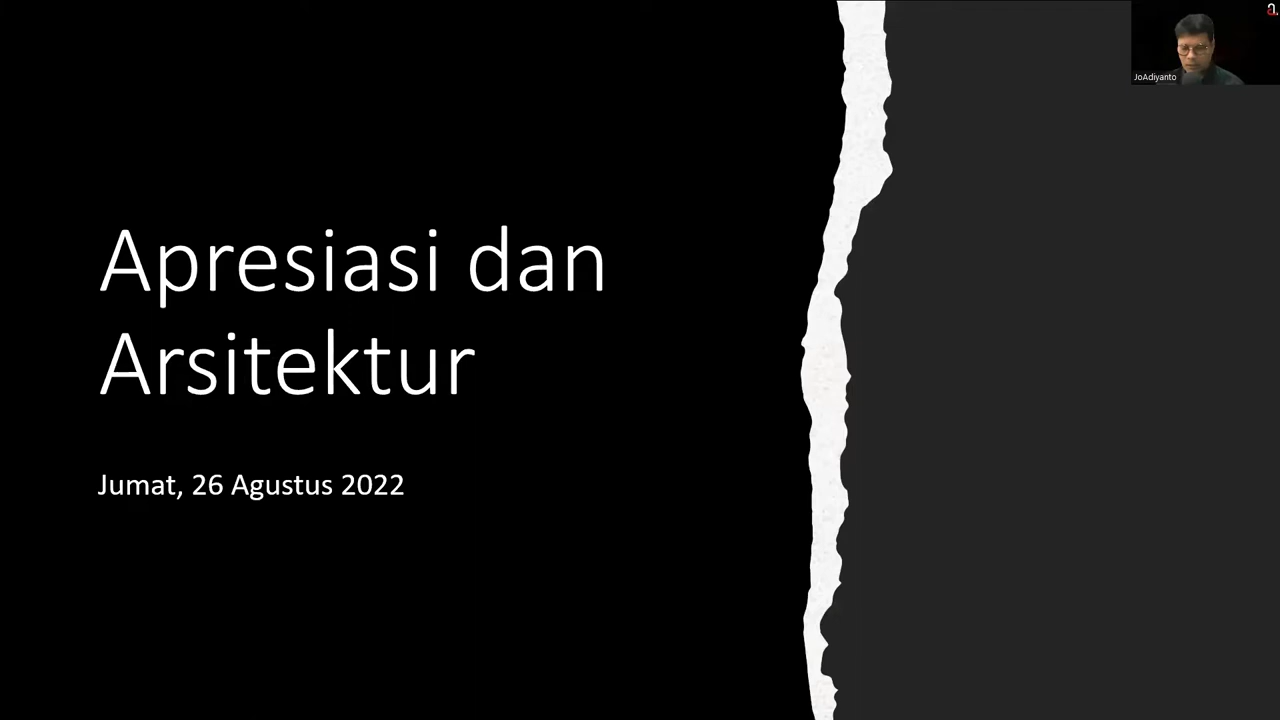 Apresiasi dan
Arsitektur
Jumat, 26 Agustus 2022
JoAdiyanto
a.